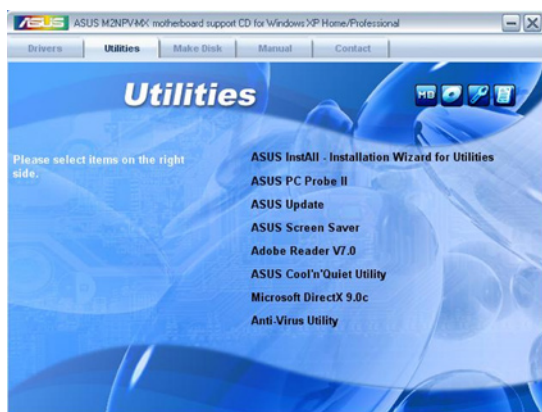 ASUS ASUS M2NPV-MX motherboard support CD for Windows XP Home/Professional
Drivers Utilities Make Disk Manual Contact
Utilities
MB
Please select items on the right
side.
ASUS InstAll - Installation Wizard for Utilities
ASUS PC Probe II
ASUS Update
ASUS Screen Saver
Adobe Reader V7.0
ASUS Cool'n'Quiet Utility
Microsoft DirectX 9.0c
Anti-Virus Utility